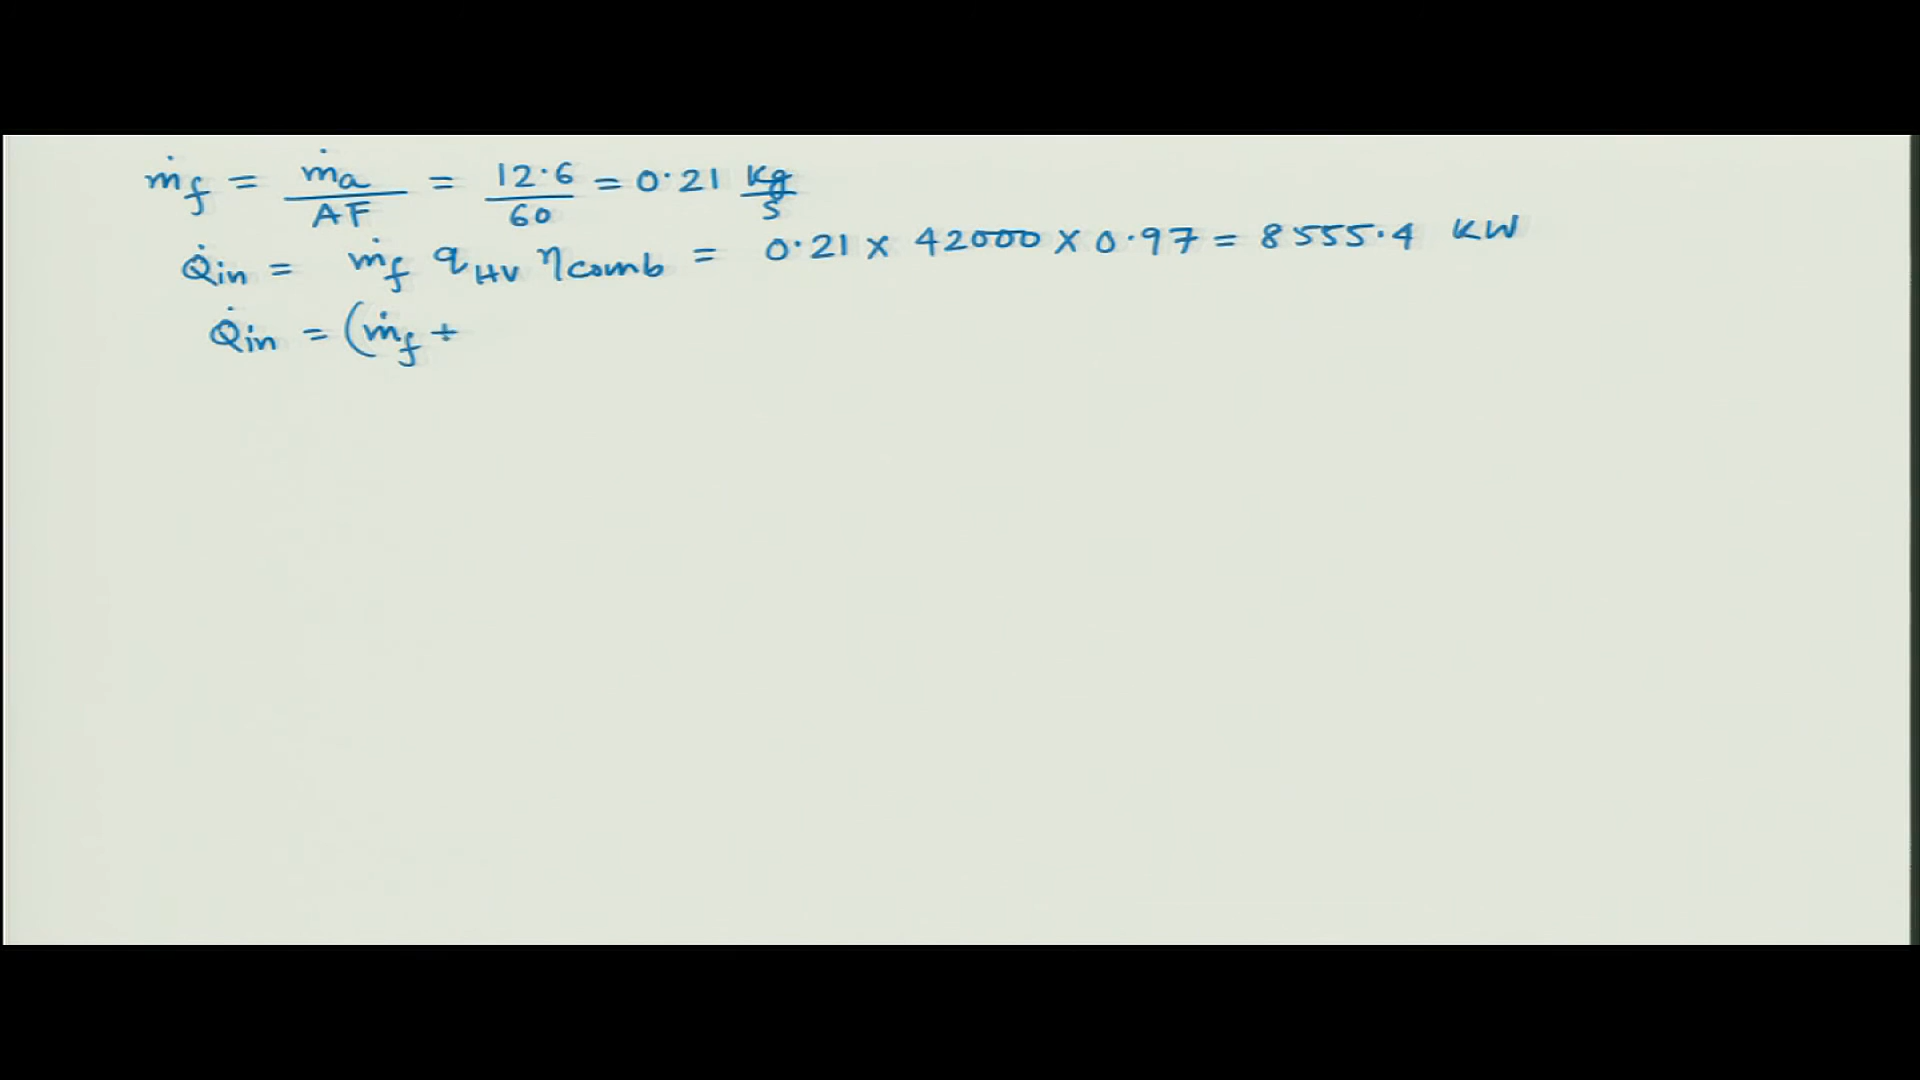 ṁf = ṁa / AF = 12.6 / 60 = 0.21 kg / s
Q̇in = ṁf qHV ηcomb = 0.21 x 42000 x 0.97 = 8555.4 KW
Q̇in = (ṁf +